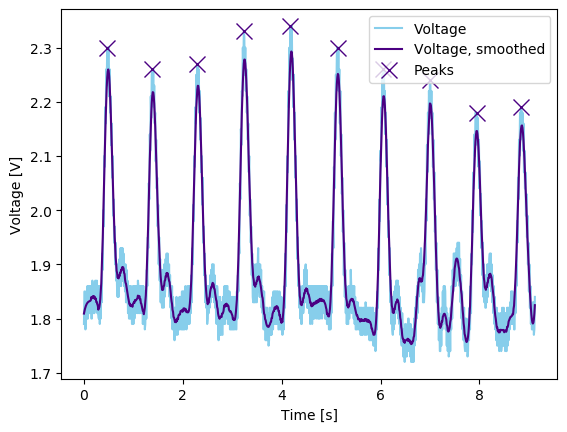 Voltage
Voltage, smoothed
Peaks
Voltage [V]
2.3
2.2
2.1
2.0
1.9
1.8
1.7
0
2
4
6
8
Time [s]